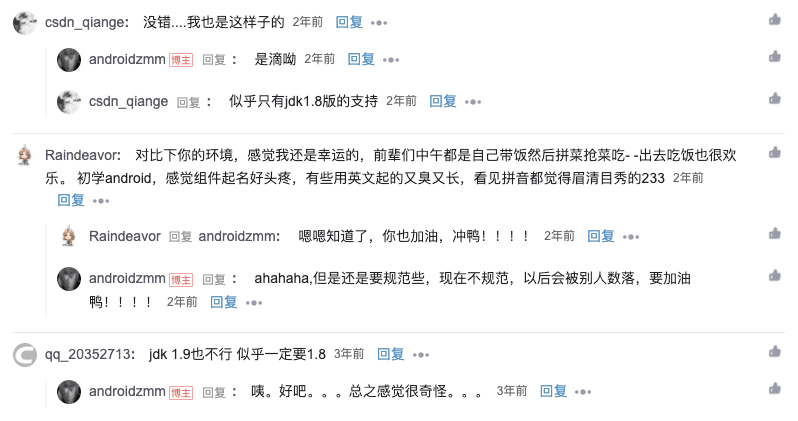 csdn_qiange: 没错....我也是这样子的 2年前 回复 •••
androidzmm 博主 回复 : 是滴呦 2年前 回复 •••
csdn_qiange 回复 : 似乎只有jdk1.8版的支持 2年前 回复 •••
Raindeavor: 对比下你的环境，感觉我还是幸运的，前辈们中午都是自己带饭然后拼菜抢菜吃- -出去吃饭也很欢
乐。 初学android，感觉组件起名好头疼，有些用英文起的又臭又长，看见拼音都觉得眉清目秀的233 2年前
回复 •••
Raindeavor 回复 androidzmm: 嗯嗯知道了，你也加油，冲鸭！！！！ 2年前 回复 •••
androidzmm 博主 回复 : ahahaha,但是还是要规范些，现在不规范，以后会被别人数落，要加油
鸭！！！！ 2年前 回复 •••
qq_20352713: jdk 1.9也不行 似乎一定要1.8 3年前 回复 •••
androidzmm 博主 回复 : 咦。好吧。。。总之感觉很奇怪。。。 3年前 回复 •••